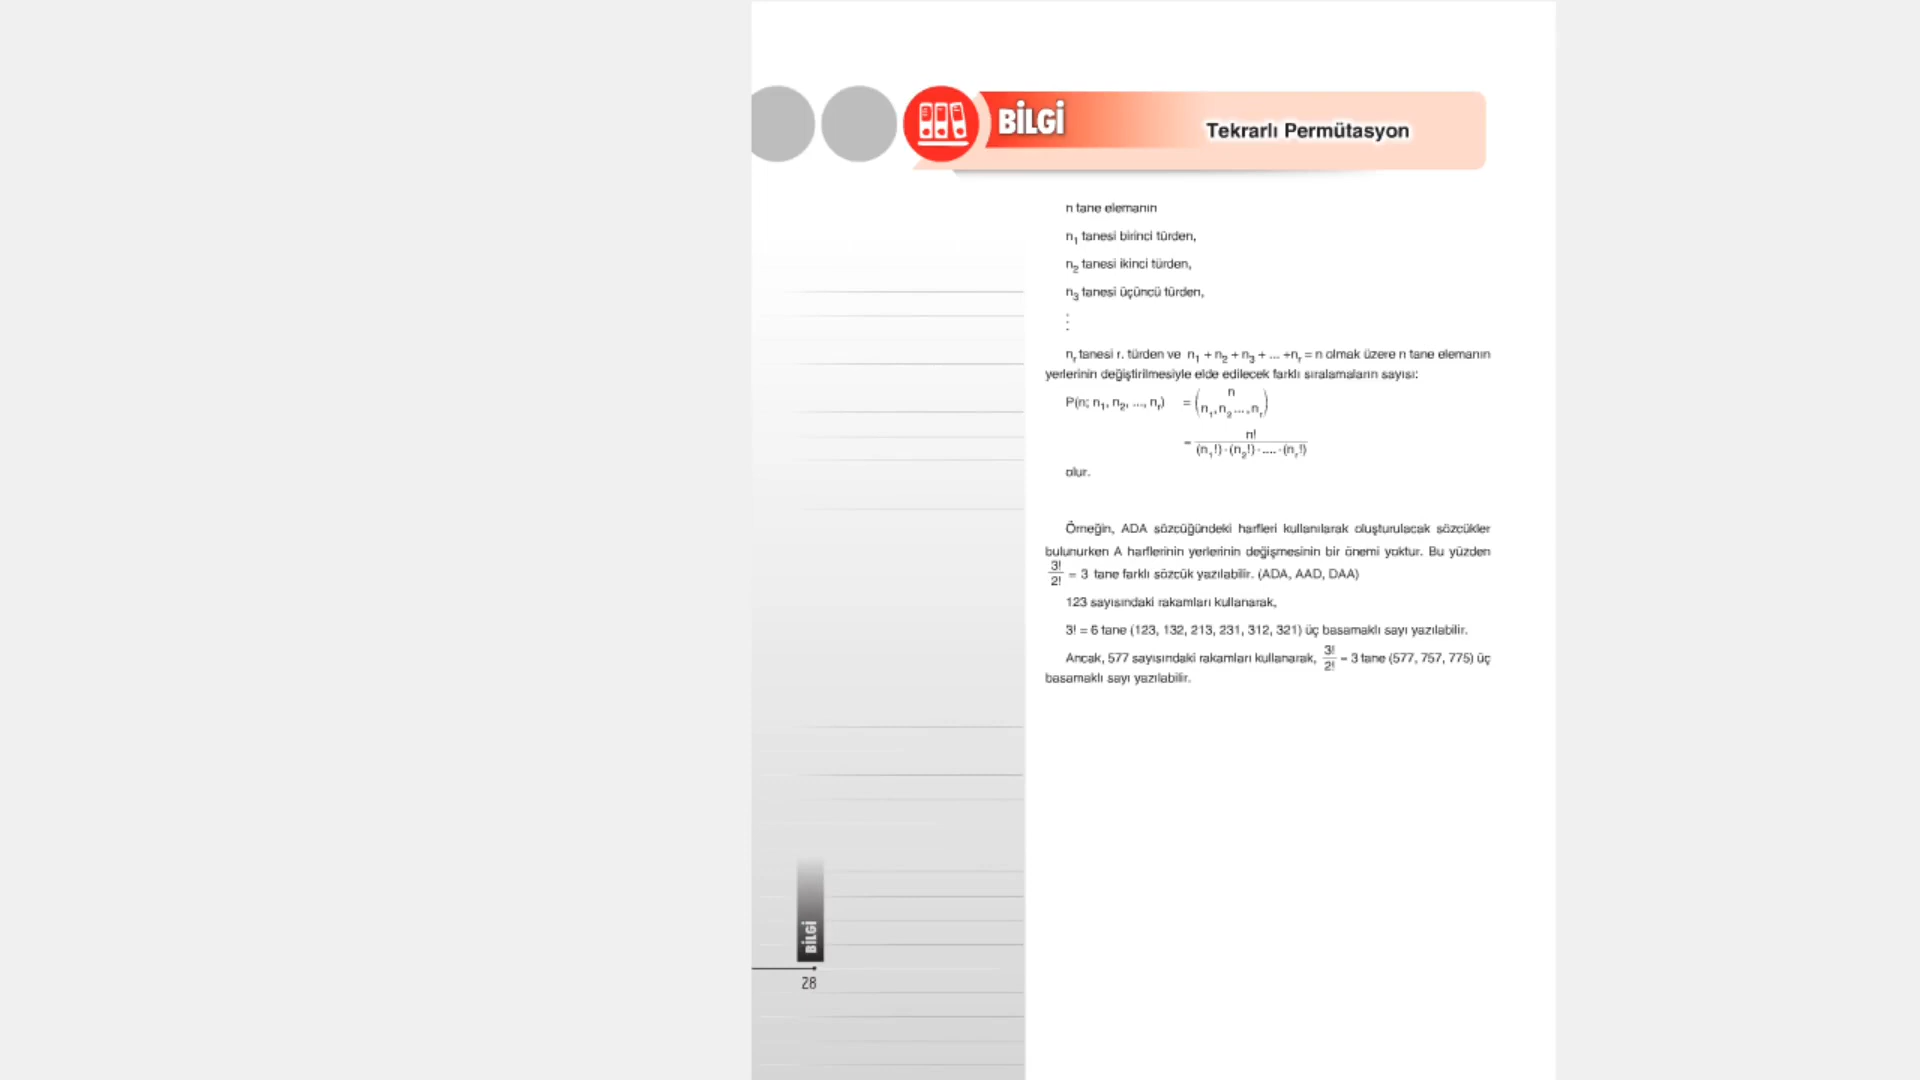 BİLGİ
Tekrarlı Permütasyon
n tane elemanın
n₁ tanesi birinci türden,
n₂ tanesi ikinci türden,
n₃ tanesi üçüncü türden,
⋮
nᵣ tanesi r. türden ve n₁ + n₂ + n₃ + ... +nᵣ = n olmak üzere n tane elemanın
yerlerinin değiştirilmesiyle elde edilecek farklı sıralamaların sayısı:
P(n; n₁, n₂, ..., nᵣ) = (n / n₁, n₂ ..., nᵣ)
= n! / (n₁!) · (n₂!) · .... · (nᵣ!)
olur.
Örneğin, ADA sözcüğündeki harfleri kullanılarak oluşturulacak sözcükler
bulunurken A harflerinin yerlerinin değişmesinin bir önemi yoktur. Bu yüzden
3!/2! = 3 tane farklı sözcük yazılabilir. (ADA, AAD, DAA)
123 sayısındaki rakamları kullanarak,
3! = 6 tane (123, 132, 213, 231, 312, 321) üç basamaklı sayı yazılabilir.
Ancak, 577 sayısındaki rakamları kullanarak, 3!/2! = 3 tane (577, 757, 775) üç
basamaklı sayı yazılabilir.
BİLGİ
28